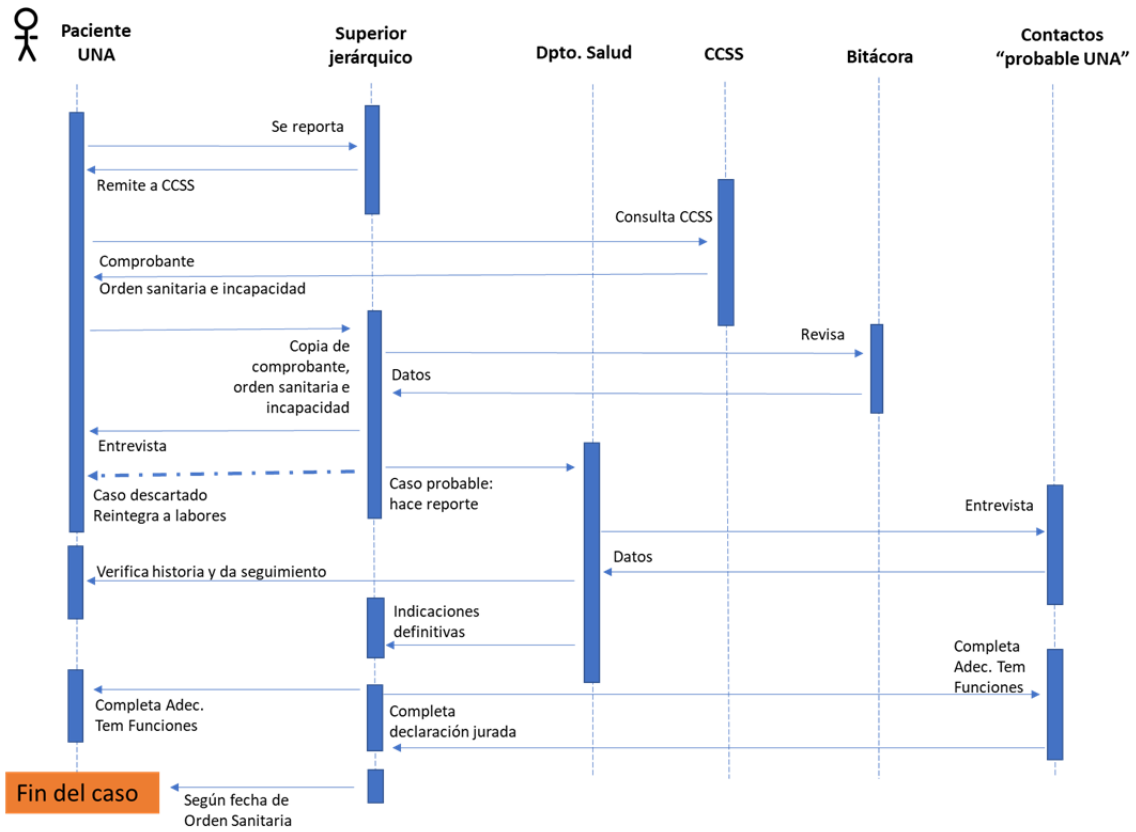 Paciente
UNA
Superior
jerárquico
Dpto. Salud
CCSS
Bitácora
Contactos
“probable UNA”
Se reporta
Remite a CCSS
Consulta CCSS
Comprobante
Orden sanitaria e incapacidad
Copia de
comprobante,
orden sanitaria e
incapacidad
Revisa
Datos
Entrevista
Caso descartado
Reintegra a labores
Caso probable:
hace reporte
Entrevista
Datos
Verifica historia y da seguimiento
Indicaciones
definitivas
Completa
Adec. Tem
Funciones
Completa Adec.
Tem Funciones
Completa
declaración jurada
Fin del caso
Según fecha de
Orden Sanitaria